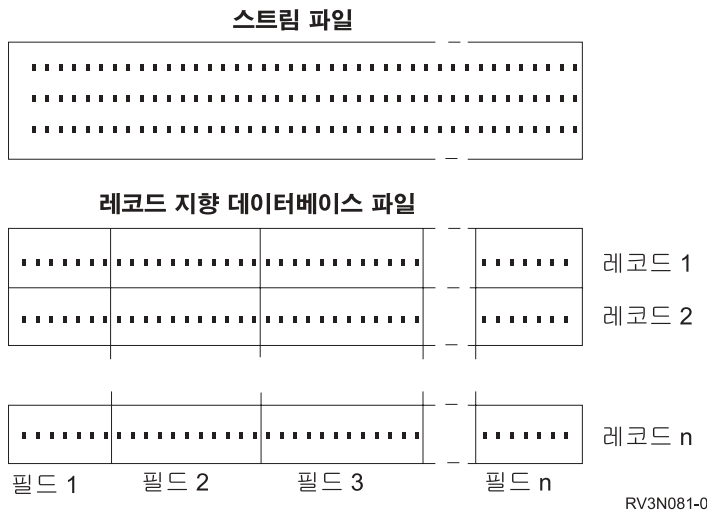 스트림 파일
레코드 지향 데이터베이스 파일
레코드 1
레코드 2
레코드 n
필드 1 필드 2 필드 3 필드 n
RV3N081-0